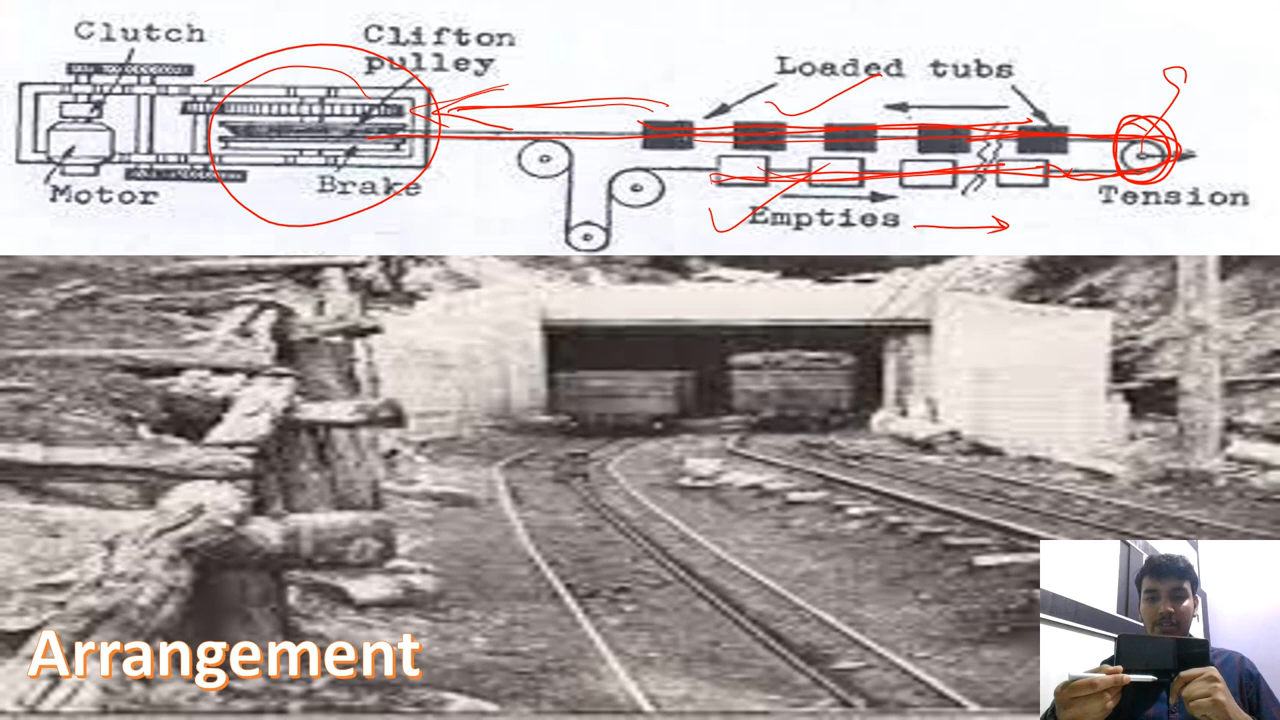 Clutch
Clifton
pulley
Loaded tubs
Motor
Brake
Empties
Tension
Arrangement